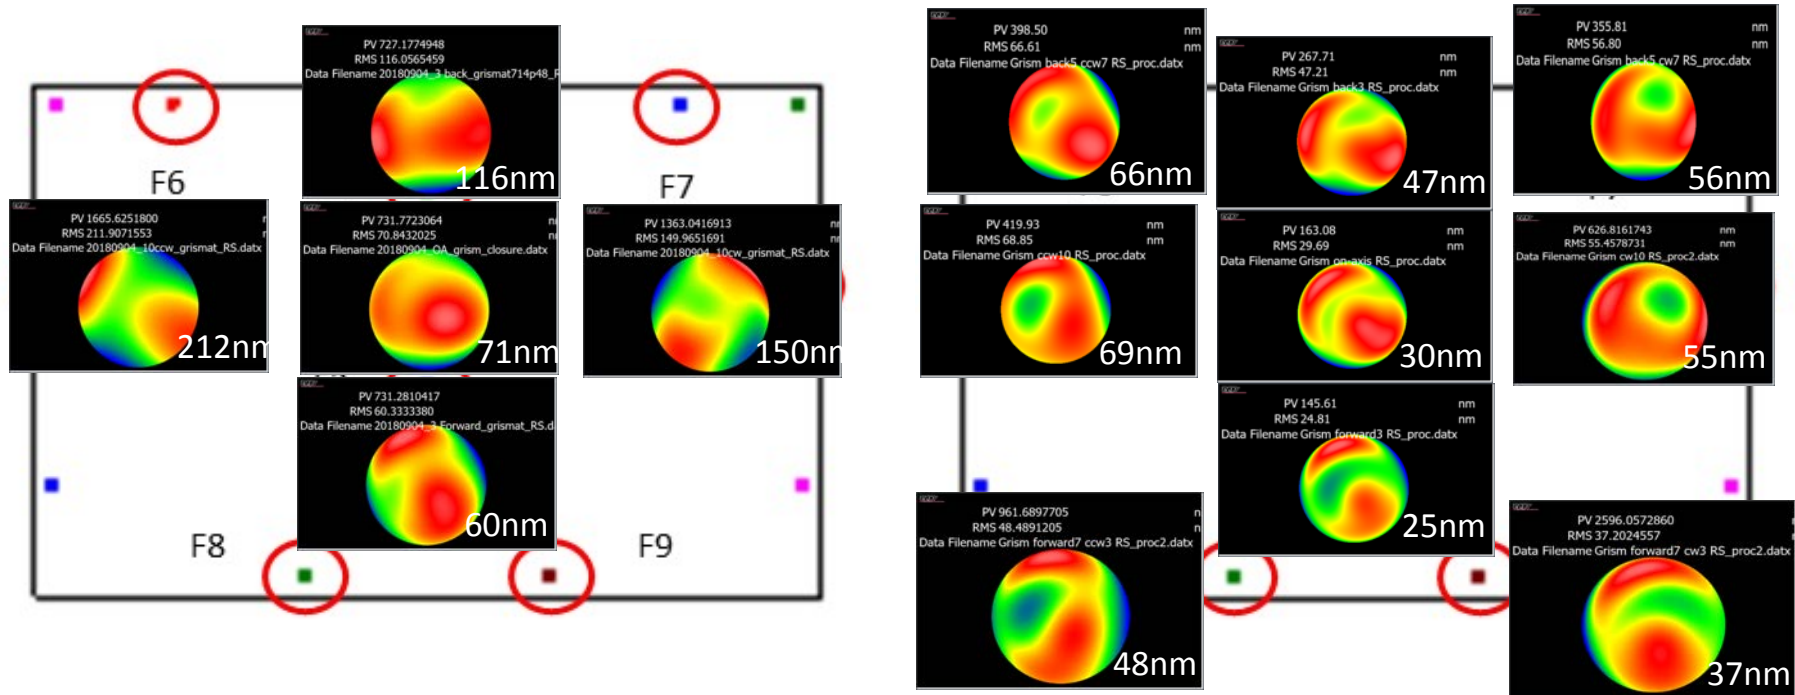 PV 727.1774948
RMS 116.0565459
Data Filename 20180904_3 back_grismat714p48_R
116nm
F6
F7
PV 1665.6251800
RMS 211.9071553
Data Filename 20180904_10ccw_grismat_RS.datx
212nm
PV 731.7723064 n
RMS 70.8432025 n
Data Filename 20180904_OA_grism_closure.datx
71nm
PV 1363.0416913
RMS 149.9651691
Data Filename 20180904_10cw_grismat_RS.datx
150nm
PV 731.2810417
RMS 60.3333380
Data Filename 20180904_3 Forward_grismat_RS.d
60nm
F8
F9
PV 398.50 nm
RMS 66.61 nm
Data Filename Grism back5 ccw7 RS_proc.datx
66nm
PV 267.71 nm
RMS 47.21 nm
Data Filename Grism back3 RS_proc.datx
47nm
PV 355.81 nm
RMS 56.80 nm
Data Filename Grism back5 cw7 RS_proc.datx
56nm
PV 419.93 nm
RMS 68.85 nm
Data Filename Grism ccw10 RS_proc.datx
69nm
PV 163.08 nm
RMS 29.69 nm
Data Filename Grism on-axis RS_proc.datx
30nm
PV 626.8161743 nm
RMS 55.4578731 nm
Data Filename Grism cw10 RS_proc2.datx
55nm
PV 145.61 nm
RMS 24.81 nm
Data Filename Grism forward3 RS_proc.datx
25nm
PV 961.6897705 n
RMS 48.4891205 n
Data Filename Grism forward7 ccw3 RS_proc2.datx
48nm
PV 2596.0572860
RMS 37.2024557
Data Filename Grism forward7 cw3 RS_proc2.datx
37nm